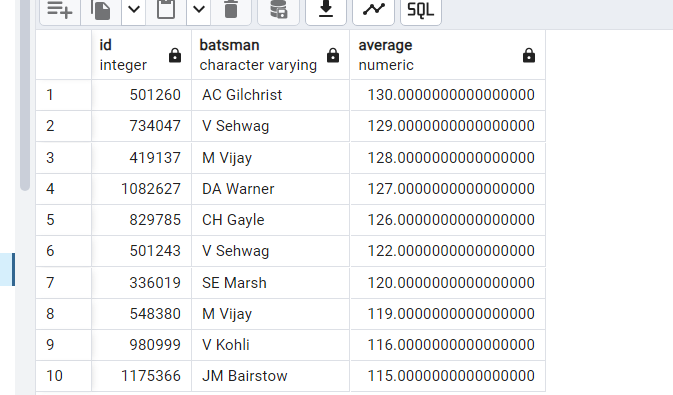 SQL
id batsman average
integer character varying numeric
1 501260 AC Gilchrist 130.0000000000000000
2 734047 V Sehwag 129.0000000000000000
3 419137 M Vijay 128.0000000000000000
4 1082627 DA Warner 127.0000000000000000
5 829785 CH Gayle 126.0000000000000000
6 501243 V Sehwag 122.0000000000000000
7 336019 SE Marsh 120.0000000000000000
8 548380 M Vijay 119.0000000000000000
9 980999 V Kohli 116.0000000000000000
10 1175366 JM Bairstow 115.0000000000000000